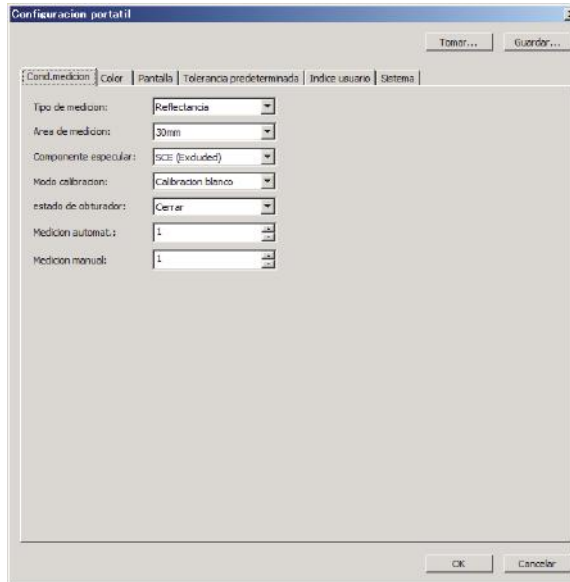 Configuracion portatil
Tomar... Guardar...
Cond.medicion Color Pantalla Tolerancia predeterminada Indice usuario Sistema
Tipo de medicion: Reflectancia
Area de medicion: 30mm
Componente especular: SCE (Excluded)
Modo calibracion: Calibracion blanco
estado de obturador: Cerrar
Medicion automat.: 1
Medicion manual: 1
OK Cancelar